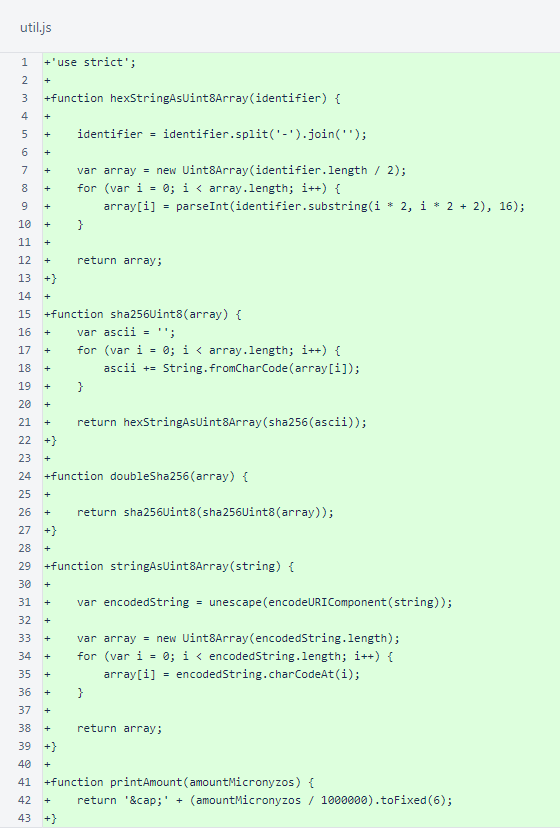 util.js
1 +'use strict';
2 +
3 +function hexStringAsUint8Array(identifier) {
4 +
5 +    identifier = identifier.split('-').join('');
6 +
7 +    var array = new Uint8Array(identifier.length / 2);
8 +    for (var i = 0; i < array.length; i++) {
9 +        array[i] = parseInt(identifier.substring(i * 2, i * 2 + 2), 16);
10 +    }
11 +
12 +    return array;
13 +}
14 +
15 +function sha256Uint8(array) {
16 +    var ascii = '';
17 +    for (var i = 0; i < array.length; i++) {
18 +        ascii += String.fromCharCode(array[i]);
19 +    }
20 +
21 +    return hexStringAsUint8Array(sha256(ascii));
22 +}
23 +
24 +function doubleSha256(array) {
25 +
26 +    return sha256Uint8(sha256Uint8(array));
27 +}
28 +
29 +function stringAsUint8Array(string) {
30 +
31 +    var encodedString = unescape(encodeURIComponent(string));
32 +
33 +    var array = new Uint8Array(encodedString.length);
34 +    for (var i = 0; i < encodedString.length; i++) {
35 +        array[i] = encodedString.charCodeAt(i);
36 +    }
37 +
38 +    return array;
39 +}
40 +
41 +function printAmount(amountMicronyzos) {
42 +    return '&cap;' + (amountMicronyzos / 1000000).toFixed(6);
43 +}